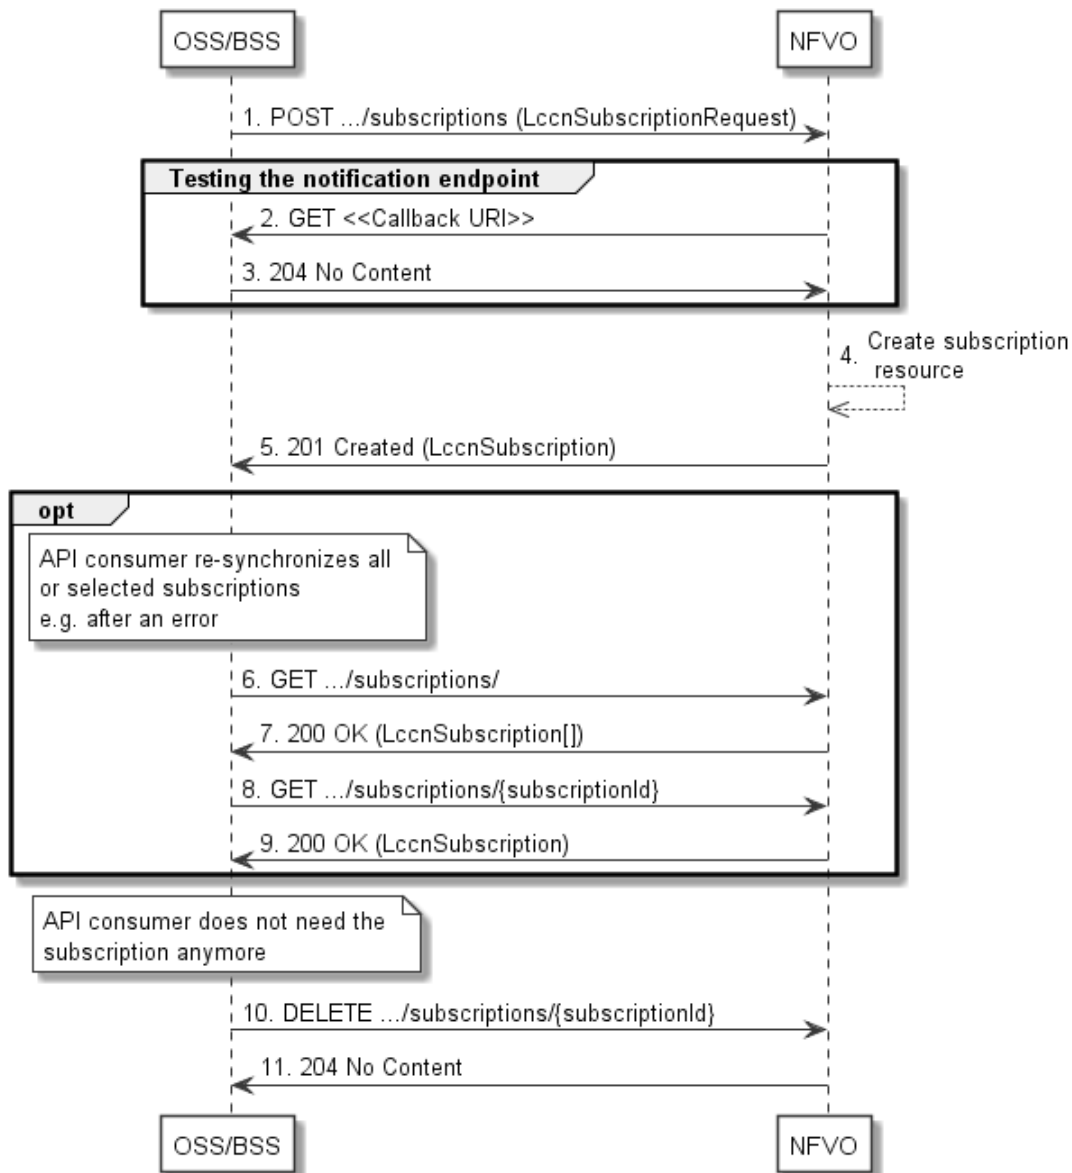 OSS/BSS
NFVO
1. POST .../subscriptions (LccnSubscriptionRequest)
Testing the notification endpoint
2. GET <<Callback URI>>
3. 204 No Content
4. Create subscription
resource
5. 201 Created (LccnSubscription)
opt
API consumer re-synchronizes all
or selected subscriptions
e.g. after an error
6. GET .../subscriptions/
7. 200 OK (LccnSubscription[])
8. GET .../subscriptions/{subscriptionId}
9. 200 OK (LccnSubscription)
API consumer does not need the
subscription anymore
10. DELETE .../subscriptions/{subscriptionId}
11. 204 No Content
OSS/BSS
NFVO